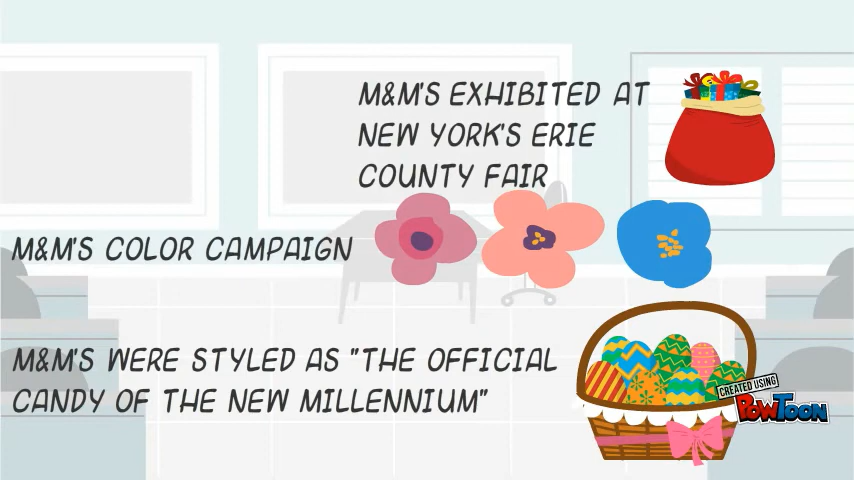 M&M'S EXHIBITED AT
NEW YORK'S ERIE
COUNTY FAIR
M&M'S COLOR CAMPAIGN
M&M'S WERE STYLED AS "THE OFFICIAL
CANDY OF THE NEW MILLENNIUM"
CREATED USING
POWTOON